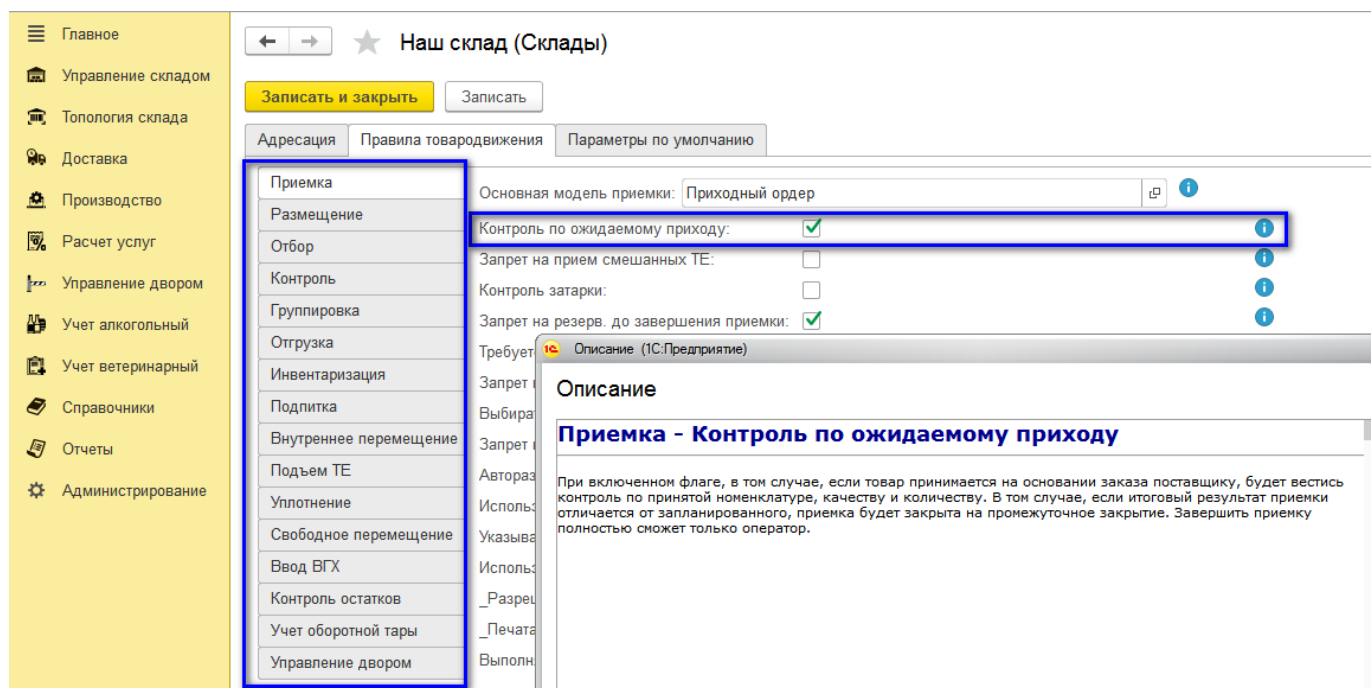 Главное
Управление складом
Топология склада
Доставка
Производство
Расчет услуг
Управление двором
Учет алкогольный
Учет ветеринарный
Справочники
Отчеты
Администрирование
Наш склад (Склады)
Записать и закрыть
Записать
Адресация
Правила товародвижения
Параметры по умолчанию
Приемка
Размещение
Отбор
Контроль
Группировка
Отгрузка
Инвентаризация
Подпитка
Внутреннее перемещение
Подъем ТЕ
Уплотнение
Свободное перемещение
Ввод ВГХ
Контроль остатков
Учет оборотной тары
Управление двором
Основная модель приемки: Приходный ордер
Контроль по ожидаемому приходу:
Запрет на прием смешанных ТЕ:
Контроль затарки:
Запрет на резерв. до завершения приемки:
Запрет
Запрет
_Печата
Описание (1С:Предприятие)
Описание
Приемка - Контроль по ожидаемому приходу
При включенном флаге, в том случае, если товар принимается на основании заказа поставщику, будет вестись
контроль по принятой номенклатуре, качеству и количеству. В том случае, если итоговый результат приемки
отличается от запланированного, приемка будет закрыта на промежуточное закрытие. Завершить приемку
полностью сможет только оператор.